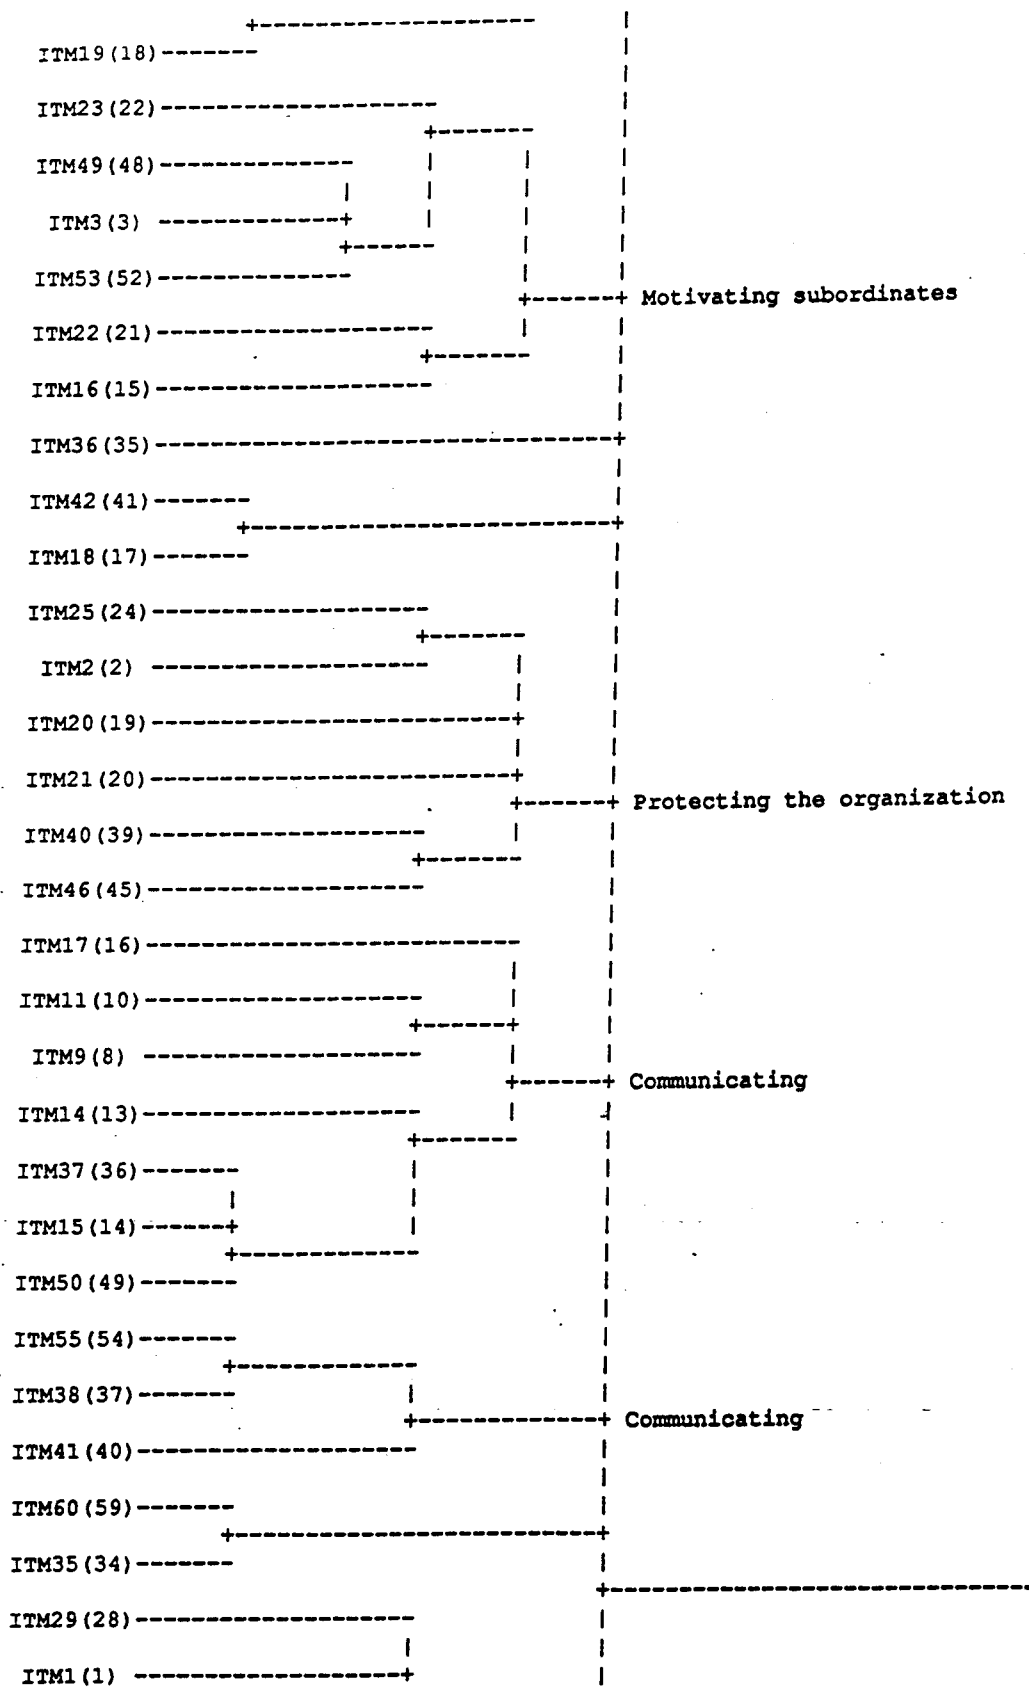 ITM19(18)
ITM23(22)
ITM49(48)
ITM3(3)
ITM53(52)
Motivating subordinates
ITM22(21)
ITM16(15)
ITM36(35)
ITM42(41)
ITM18(17)
ITM25(24)
ITM2(2)
ITM20(19)
ITM21(20)
Protecting the organization
ITM40(39)
ITM46(45)
ITM17(16)
ITM11(10)
ITM9(8)
Communicating
ITM14(13)
ITM37(36)
ITM15(14)
ITM50(49)
ITM55(54)
ITM38(37)
Communicating
ITM41(40)
ITM60(59)
ITM35(34)
ITM29(28)
ITM1(1)